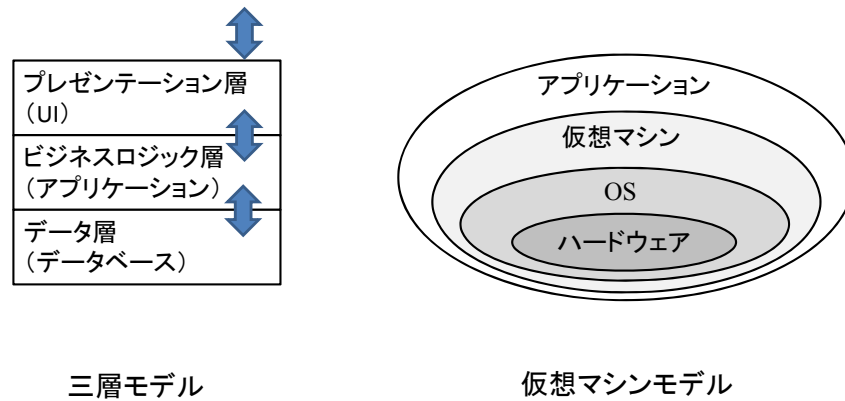 プレゼンテーション層
（UI）
ビジネスロジック層
（アプリケーション）
データ層
（データベース）
三層モデル
アプリケーション
仮想マシン
OS
ハードウェア
仮想マシンモデル